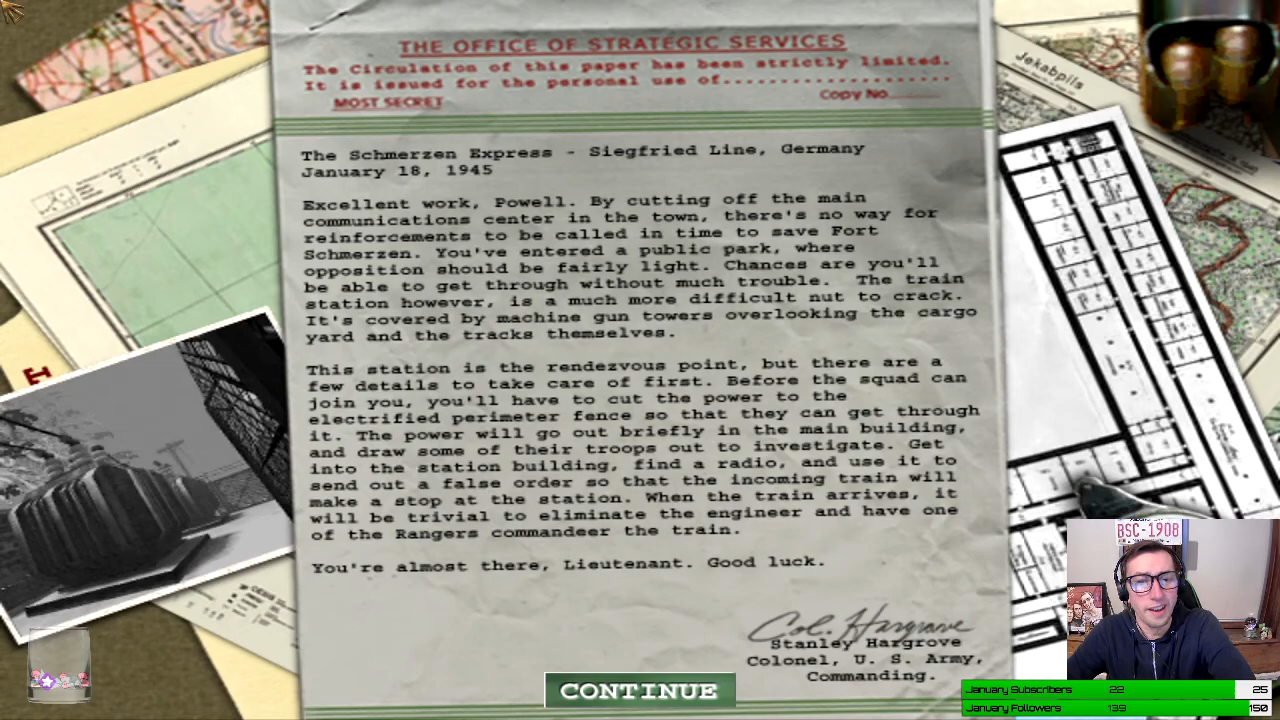 THE OFFICE OF STRATEGIC SERVICES
The Circulation of this paper has been strictly limited.
It is issued for the personal use of....................
MOST SECRET
Copy No.........
The Schmerzen Express - Siegfried Line, Germany
January 18, 1945
Excellent work, Powell. By cutting off the main
communications center in the town, there's no way for
reinforcements to be called in time to save Fort
Schmerzen. You've entered a public park, where
opposition should be fairly light. Chances are you'll
be able to get through without much trouble.  The train
station however, is a much more difficult nut to crack.
It's covered by machine gun towers overlooking the cargo
yard and the tracks themselves.
This station is the rendezvous point, but there are a
few details to take care of first. Before the squad can
join you, you'll have to cut the power to the
electrified perimeter fence so that they can get through
it. The power will go out briefly in the main building,
and draw some of their troops out to investigate. Get
into the station building, find a radio, and use it to
send out a false order so that the incoming train will
make a stop at the station. When the train arrives, it
will be trivial to eliminate the engineer and have one
of the Rangers commandeer the train.
You're almost there, Lieutenant. Good luck.
Col. Hargrove
Stanley Hargrove
Colonel, U. S. Army,
Commanding.
CONTINUE
Jekabpils
BSC-1908
January Subscribers 22 25
January Followers 139 150